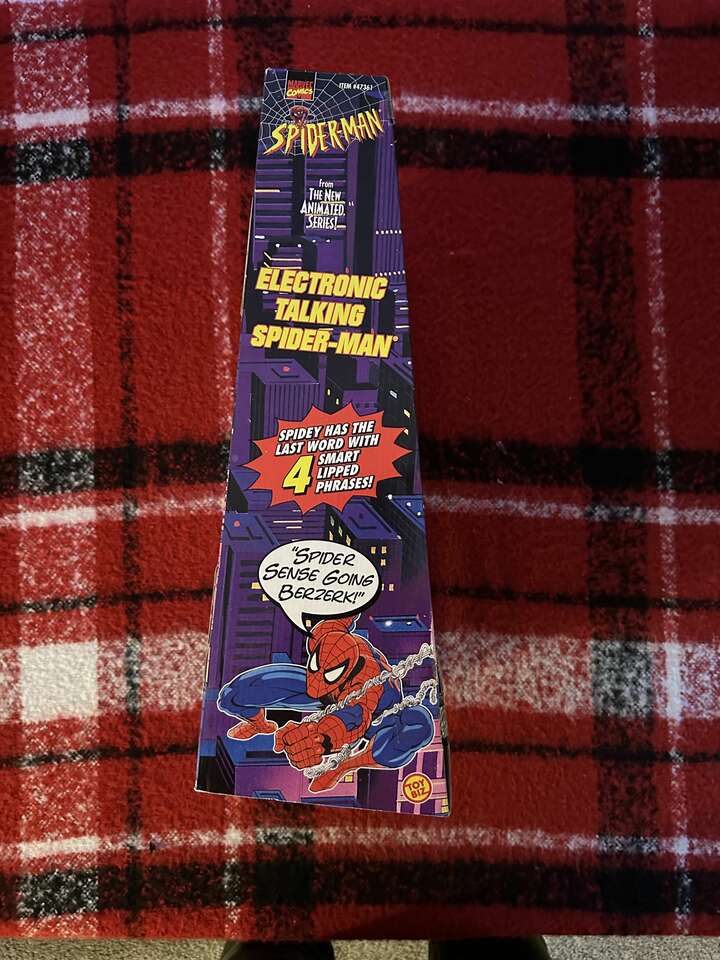 MARVEL
COMICS
ITEM #47361
SPIDER-MAN
from
THE NEW
ANIMATED
SERIES!
ELECTRONIC
TALKING
SPIDER-MAN®
SPIDEY HAS THE
LAST WORD WITH
4 SMART
LIPPED
PHRASES!
"SPIDER
SENSE GOING
BERZERK!"
TOY
BIZ